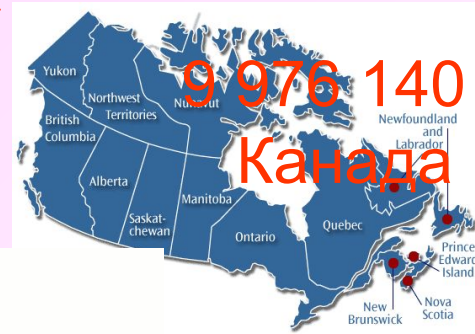 9 976 140
Канада
Yukon
Northwest
Territories
Nunavut
British
Columbia
Alberta
Saskat-
chewan
Manitoba
Ontario
Quebec
Newfoundland
and
Labrador
Prince
Edward
Island
Nova
Scotia
New
Brunswick